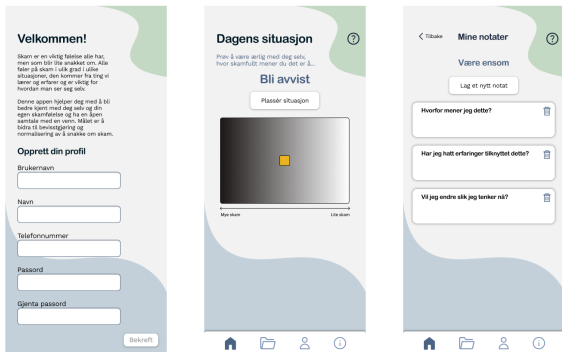 Velkommen!
Skam er en viktig følelse alle har,
men som blir lite snakket om. Alle
føler på skam i ulik grad i ulike
situasjoner, den kommer fra ting vi
lærer og erfarer og er viktig for
hvordan man ser seg selv.
Denne appen hjelper deg med å bli
bedre kjent med deg selv og din
egen skamfølelse og ha en åpen
samtale med en venn. Målet er å
bidra til bevisstgjøring og
normalisering av å snakke om skam.
Opprett din profil
Brukernavn
Navn
Telefonnummer
Passord
Gjenta passord
Bekreft
Dagens situasjon
?
Prøv å være ærlig med deg selv,
hvor skamfullt mener du det er å...
Bli avvist
Plassér situasjon
Mye skam
Lite skam
i
Tilbake
Mine notater
?
Være ensom
Lag et nytt notat
Hvorfor mener jeg dette?
Har jeg hatt erfaringer tilknyttet dette?
Vil jeg endre slik jeg tenker nå?
i